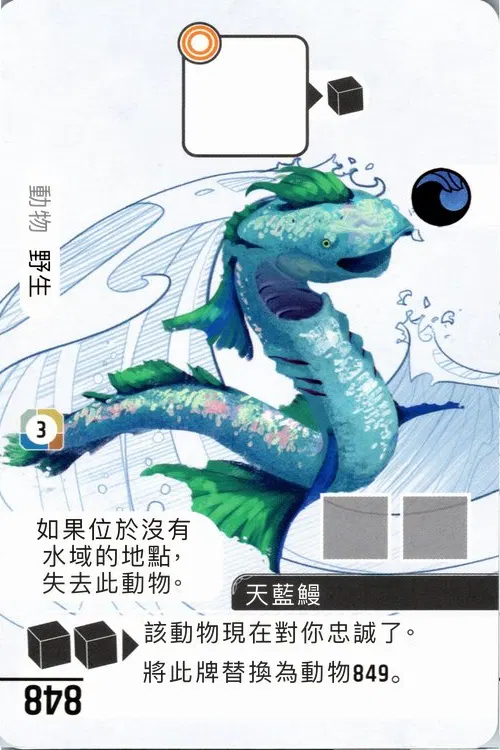 動物 野生
3
如果位於沒有
水域的地點，
失去此動物。
天藍鰻
該動物現在對你忠誠了。
將此牌替換為動物849。
848